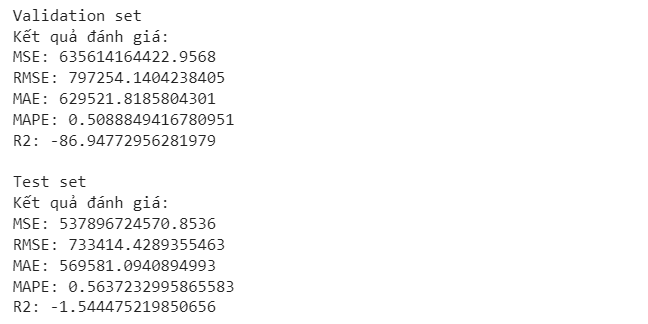 Validation set
Kết quả đánh giá:
MSE: 635614164422.9568
RMSE: 797254.1404238405
MAE: 629521.8185804301
MAPE: 0.5088849416780951
R2: -86.94772956281979
Test set
Kết quả đánh giá:
MSE: 537896724570.8536
RMSE: 733414.4289355463
MAE: 569581.0940894993
MAPE: 0.5637232995865583
R2: -1.544475219850656